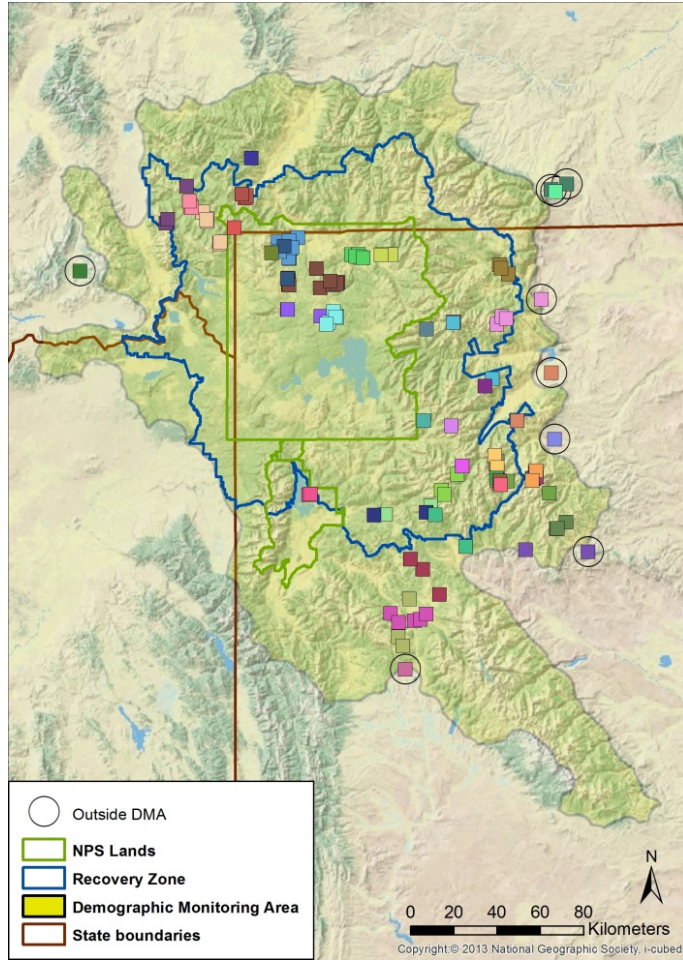 Outside DMA
NPS Lands
Recovery Zone
Demographic Monitoring Area
State boundaries
N
0 20 40 60 80
Kilometers
Copyright:© 2013 National Geographic Society, i-cubed